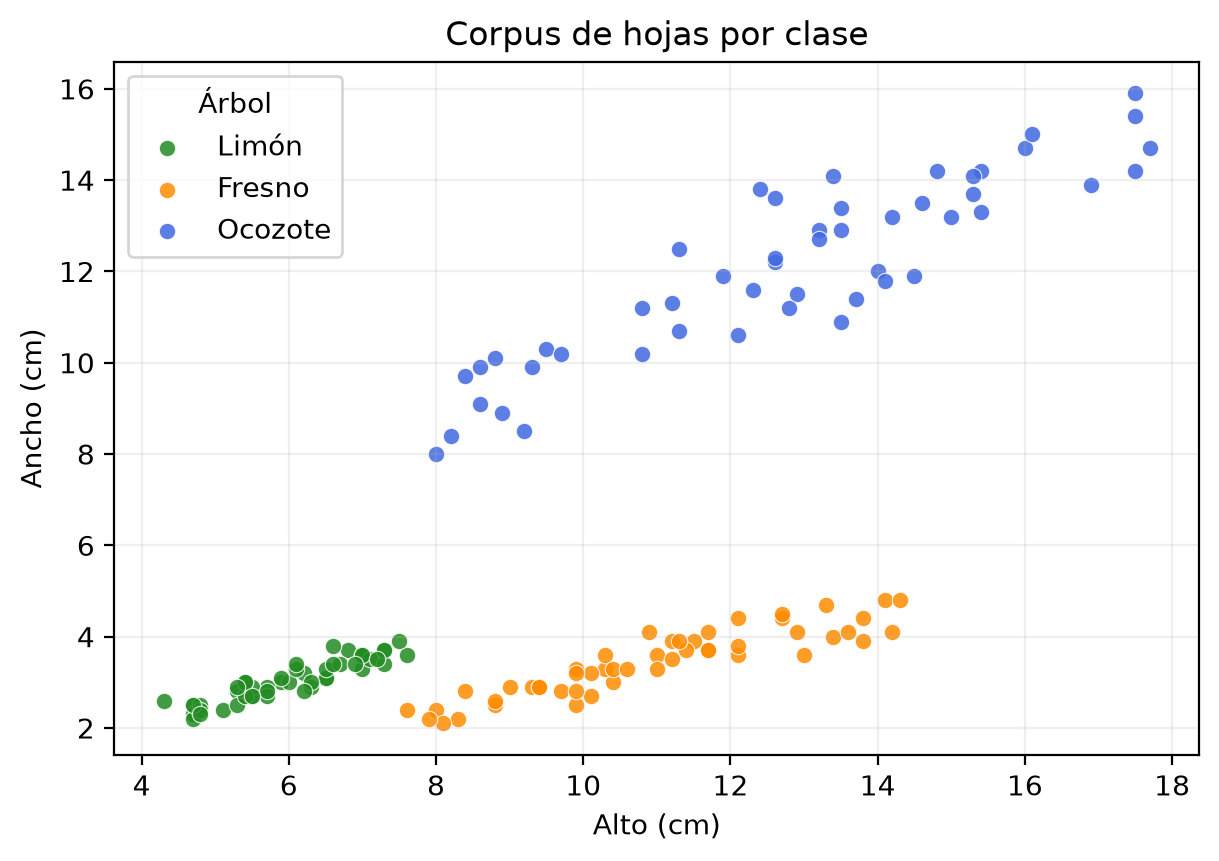 Corpus de hojas por clase
Árbol
Limón
Fresno
Ocozote
Ancho (cm)
16
14
12
10
8
6
4
2
4 6 8 10 12 14 16 18
Alto (cm)